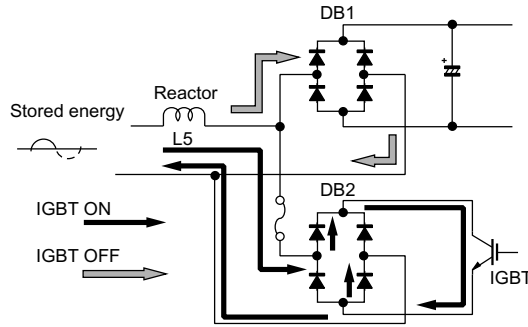 DB1
Reactor
+
Stored energy
L5
DB2
IGBT ON
IGBT OFF
IGBT